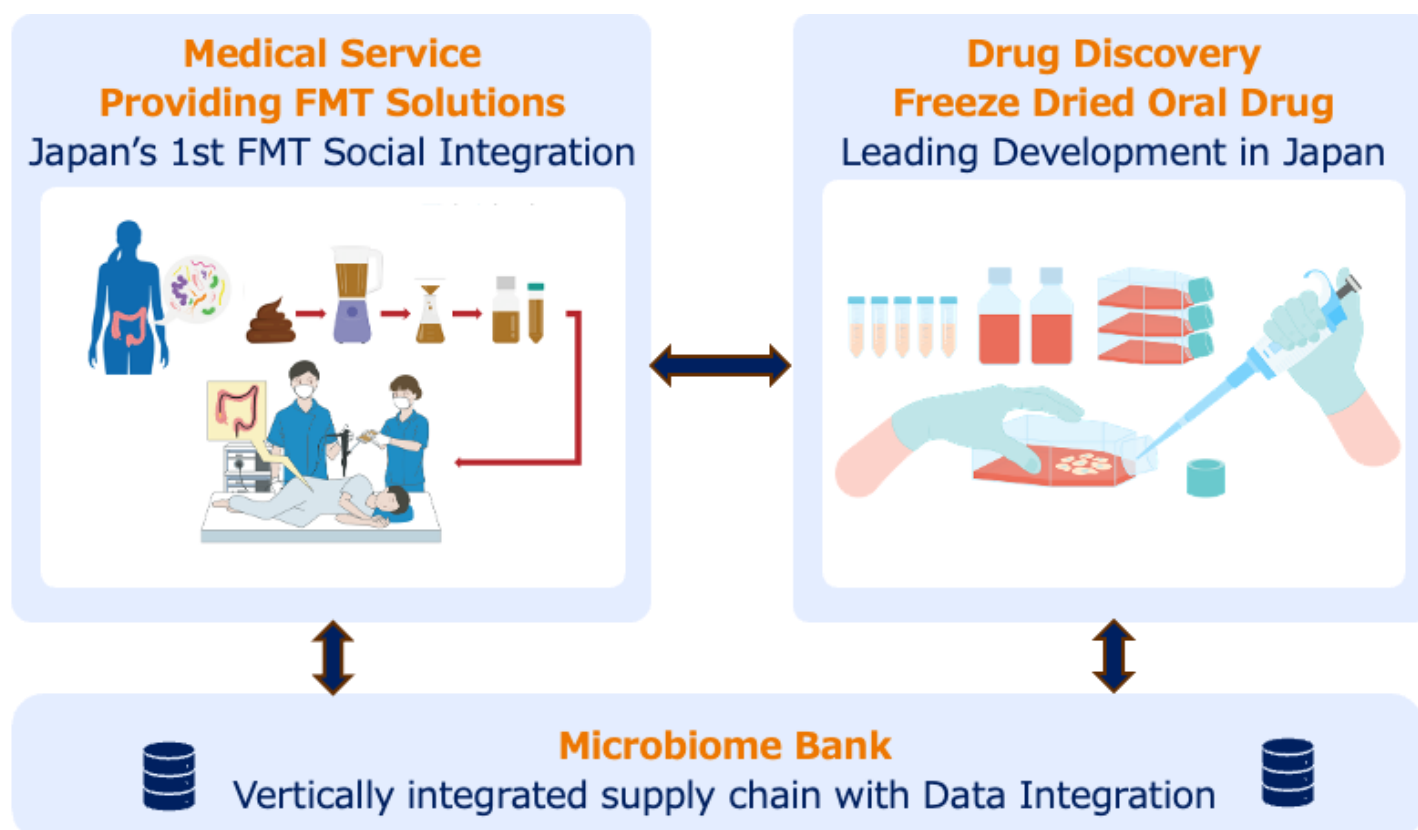 Medical Service
Providing FMT Solutions
Japan’s 1st FMT Social Integration
Drug Discovery
Freeze Dried Oral Drug
Leading Development in Japan
Microbiome Bank
Vertically integrated supply chain with Data Integration